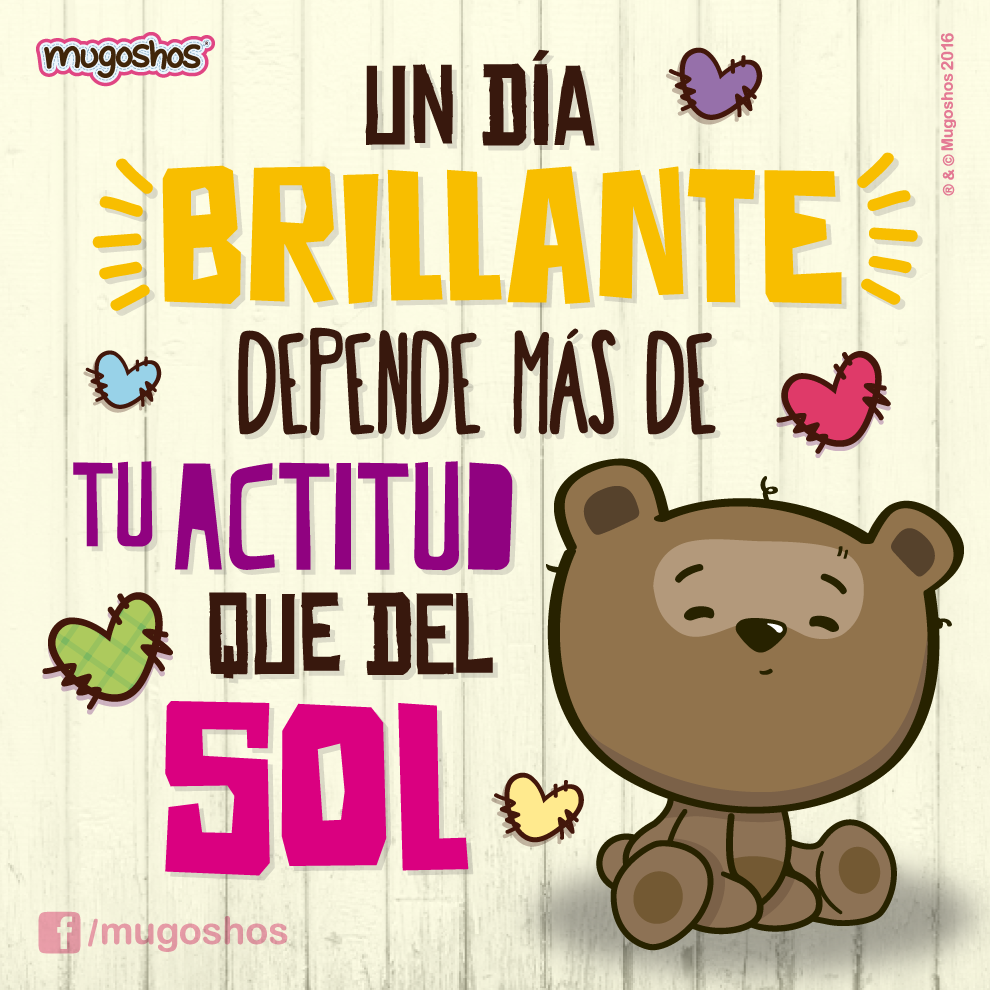 mugoshos®
UN DÍA
BRILLANTE
DEPENDE MÁS DE
TU ACTITUD
QUE DEL
SOL
f/mugoshos
® & © Mugoshos 2016